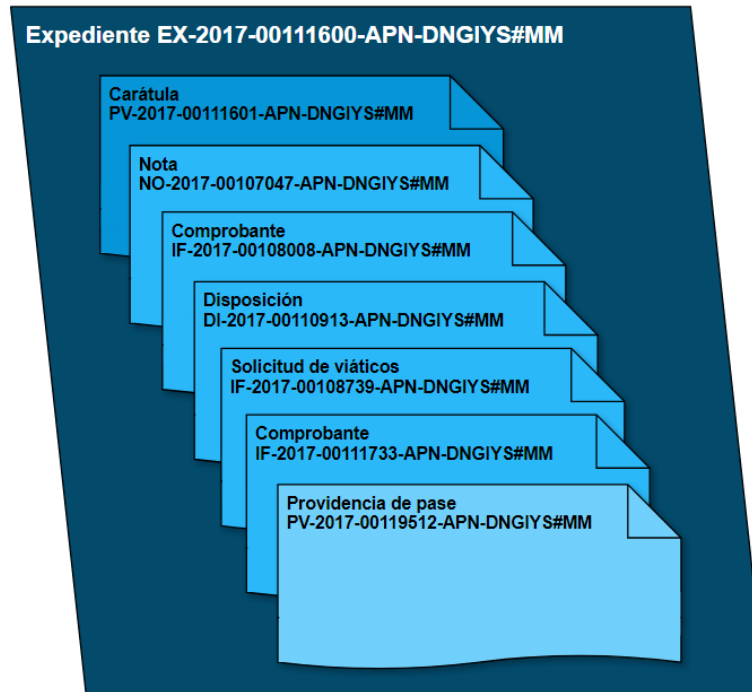 Expediente EX-2017-00111600-APN-DNGIYS#MM
Carátula
PV-2017-00111601-APN-DNGIYS#MM
Nota
NO-2017-00107047-APN-DNGIYS#MM
Comprobante
IF-2017-00108008-APN-DNGIYS#MM
Disposición
DI-2017-00110913-APN-DNGIYS#MM
Solicitud de viáticos
IF-2017-00108739-APN-DNGIYS#MM
Comprobante
IF-2017-00111733-APN-DNGIYS#MM
Providencia de pase
PV-2017-00119512-APN-DNGIYS#MM